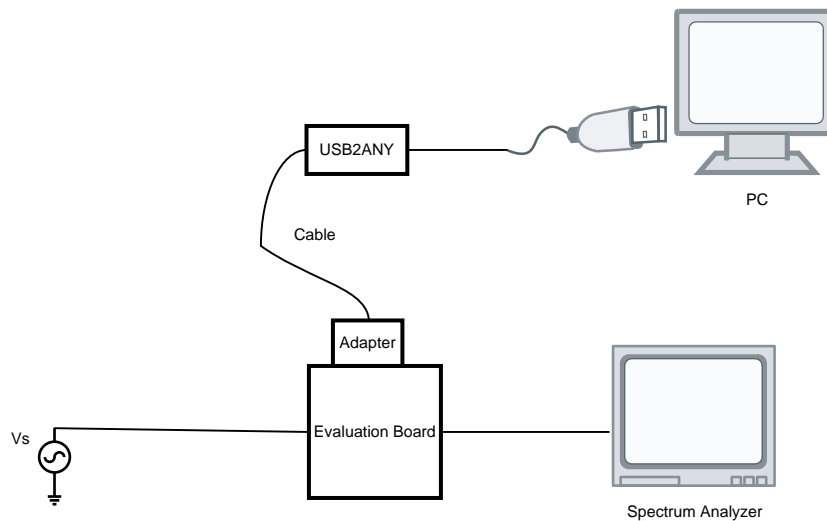 USB2ANY
PC
Cable
Adapter
Vs
Evaluation Board
Spectrum Analyzer